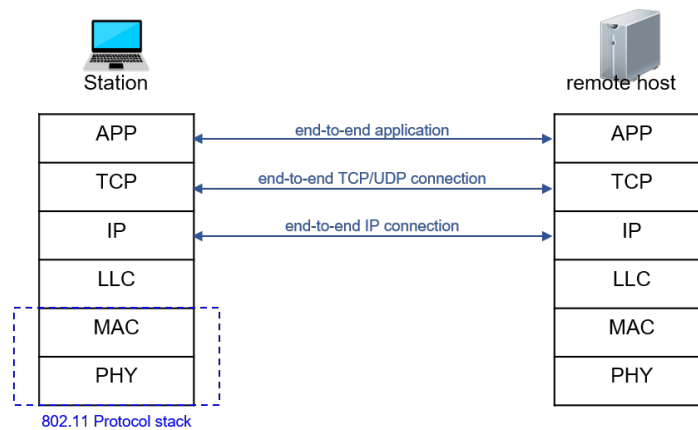 Station
remote host
APP
end-to-end application
APP
TCP
end-to-end TCP/UDP connection
TCP
IP
end-to-end IP connection
IP
LLC
LLC
MAC
MAC
PHY
PHY
802.11 Protocol stack